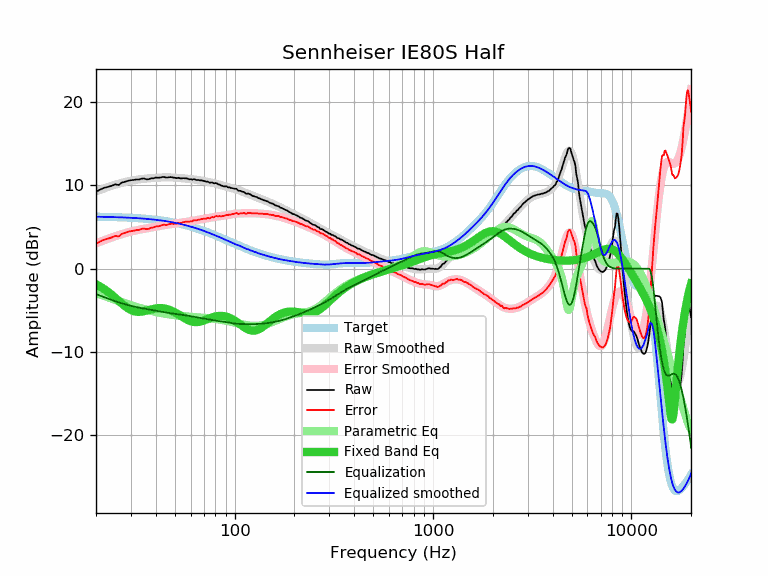 Sennheiser IE80S Half
Amplitude (dBr)
20
10
0
−10
−20
Target
Raw Smoothed
Error Smoothed
Raw
Error
Parametric Eq
Fixed Band Eq
Equalization
Equalized smoothed
100
1000
10000
Frequency (Hz)